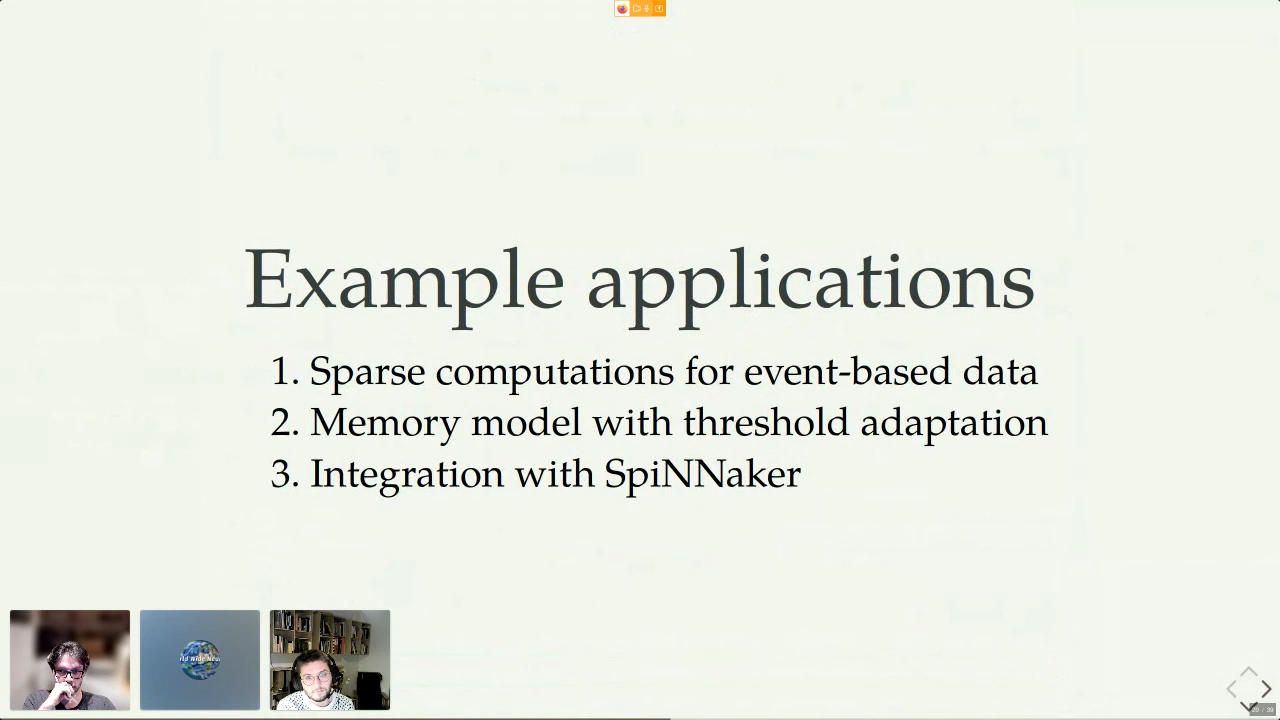 Example applications
1. Sparse computations for event-based data
2. Memory model with threshold adaptation
3. Integration with SpiNNaker